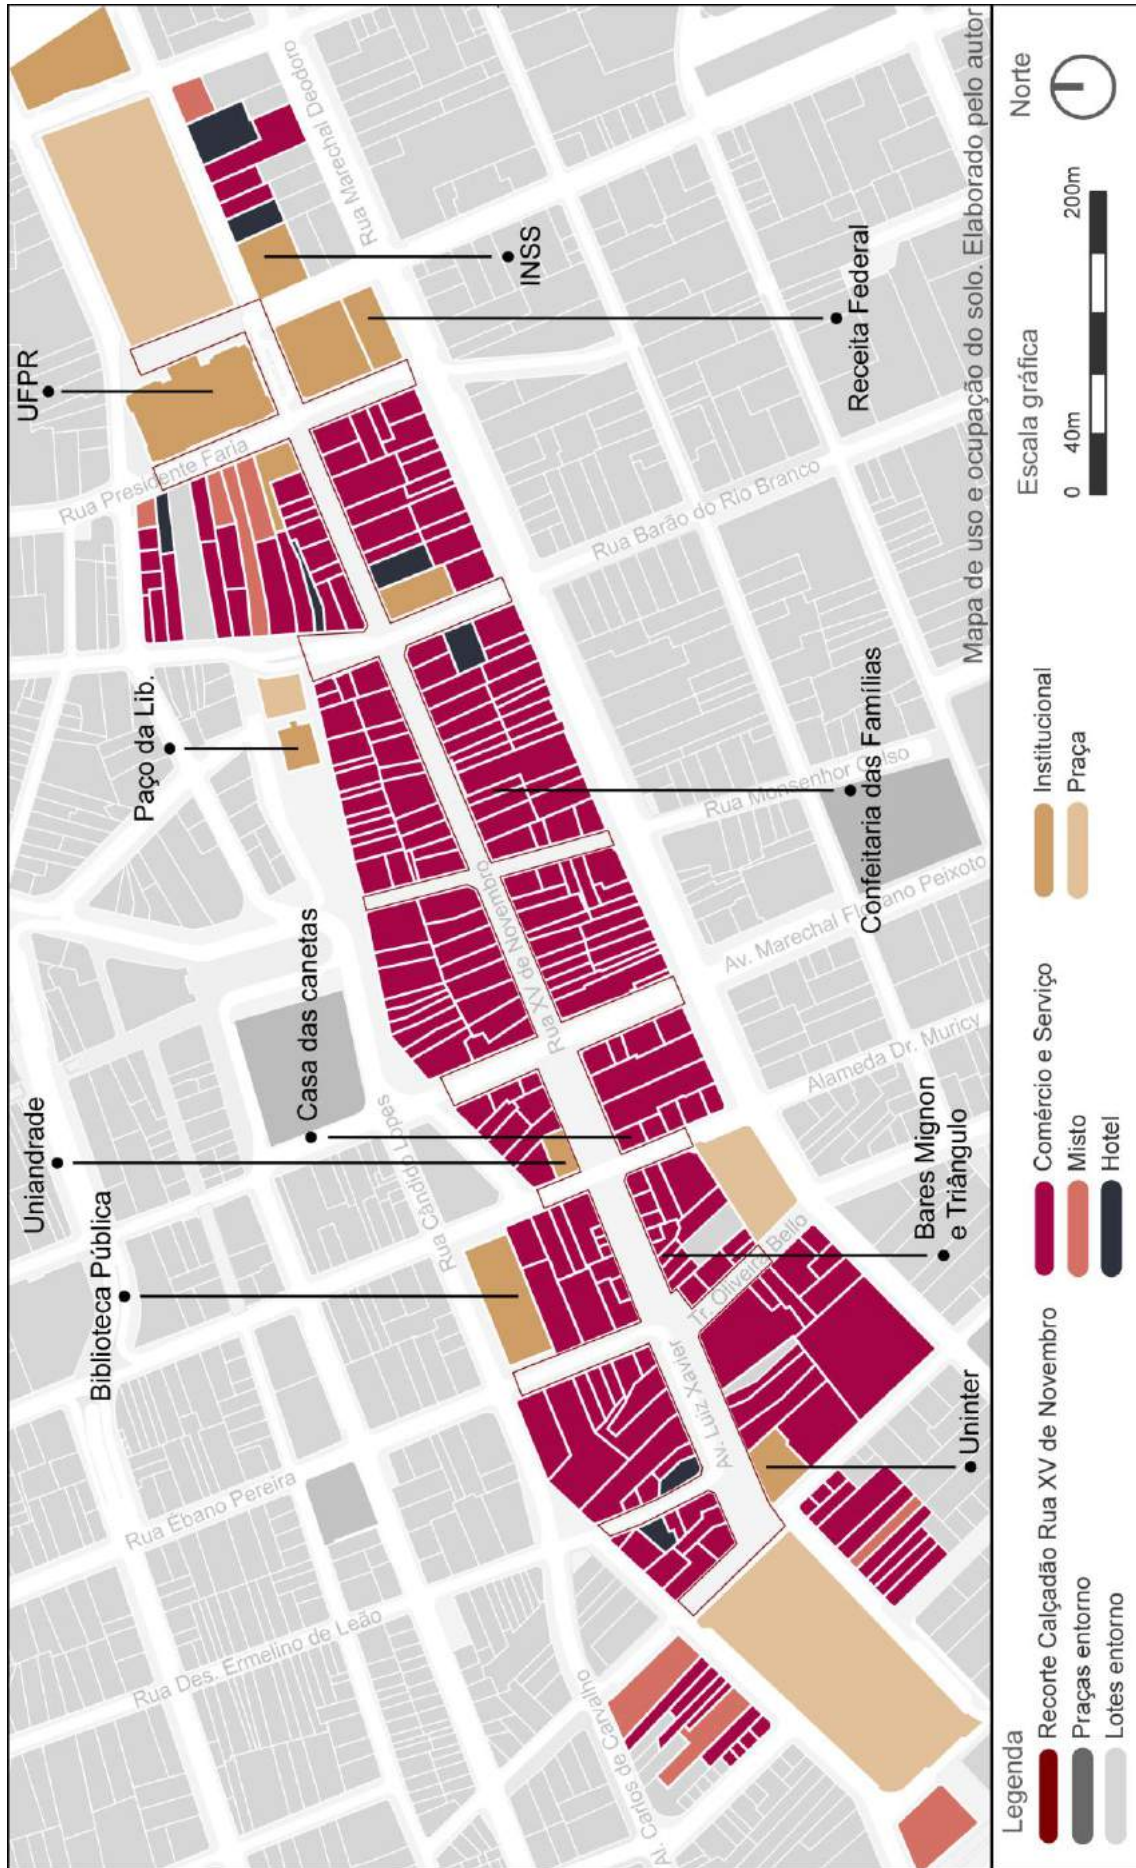 Uniandrade
Biblioteca Pública
Casa das canetas
Paço da Lib.
UFPR
Rua Presidente Faria
Rua Marechal Deodoro
INSS
Receita Federal
Rua Cândido Lopes
Rua Ebano Pereira
Rua Des. Ermelino de Leão
Al. Carlos de Carvalho
Rua XV de Novembro
Av. Luiz Xavier
Tr. Oliveira Bello
Rua Barão do Rio Branco
Rua Monsenhor Celso
Av. Marechal Floriano Peixoto
Alameda Dr. Muricy
Confeitaria das Famílias
Bares Mignon
e Triângulo
Uninter
Mapa de uso e ocupação do solo. Elaborado pelo autor
Legenda
Recorte Calçadão Rua XV de Novembro
Praças entorno
Lotes entorno
Comércio e Serviço
Misto
Hotel
Institucional
Praça
Escala gráfica
0 40m 200m
Norte